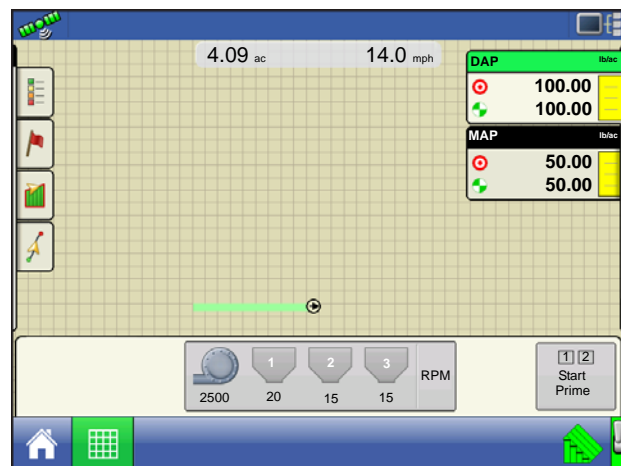 4.09 ac 14.0 mph
DAP lb/ac
100.00
100.00
MAP lb/ac
50.00
50.00
1 2 3
2500 20 15 15 RPM
1 2
Start
Prime